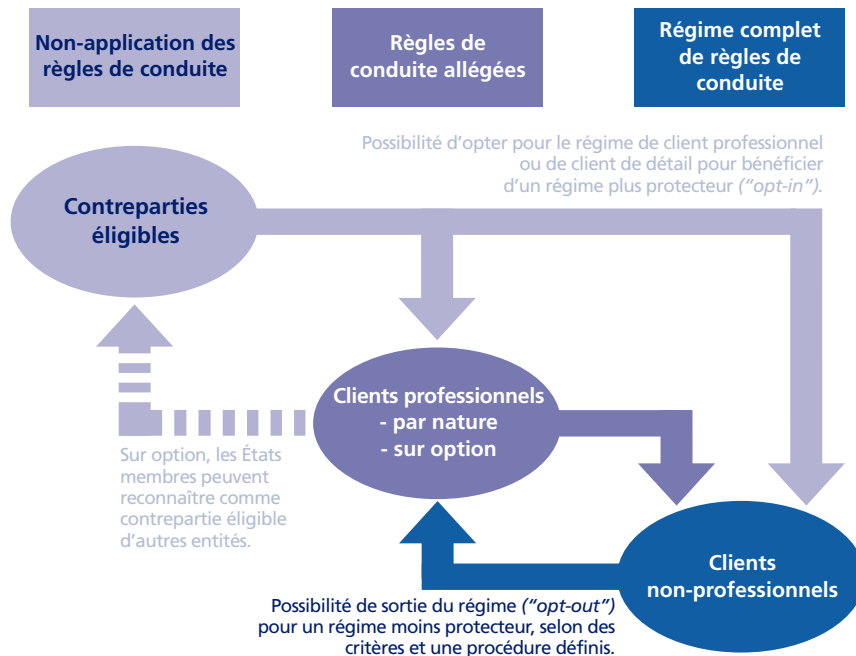 Non-application des
règles de conduite
Règles de
conduite allégées
Régime complet
de règles de
conduite
Possibilité d’opter pour le régime de client professionnel
ou de client de détail pour bénéficier
d’un régime plus protecteur (“opt-in”).
Contreparties
éligibles
Clients professionnels
- par nature
- sur option
Sur option, les États
membres peuvent
reconnaître comme
contrepartie éligible
d’autres entités.
Clients
non-professionnels
Possibilité de sortie du régime (“opt-out”)
pour un régime moins protecteur, selon des
critères et une procédure définis.